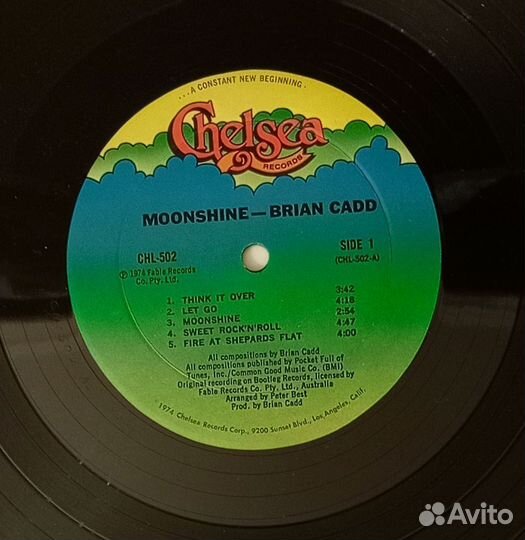 ...A CONSTANT NEW BEGINNING...
Chelsea
RECORDS
MOONSHINE—BRIAN CADD
CHL-502
SIDE 1
℗ 1974 Fable Records
Co. Pty. Ltd.
(CHL-502-A)
1. THINK IT OVER 3:42
2. LET GO 4:18
3. MOONSHINE 2:54
4. SWEET ROCK'N'ROLL 4:47
5. FIRE AT SHEPARDS FLAT 4:00
All compositions by Brian Cadd
All compositions published by Pocket Full of
Tunes, Inc./Common Good Music Co. (BMI)
Original recording on Bootleg Records, licensed by
Fable Records Co. Pty. Ltd., Australia
Arranged by Peter Best
Prod. by Brian Cadd
1974 Chelsea Records Corp., 9200 Sunset Blvd., Los Angeles, Calif.
Avito